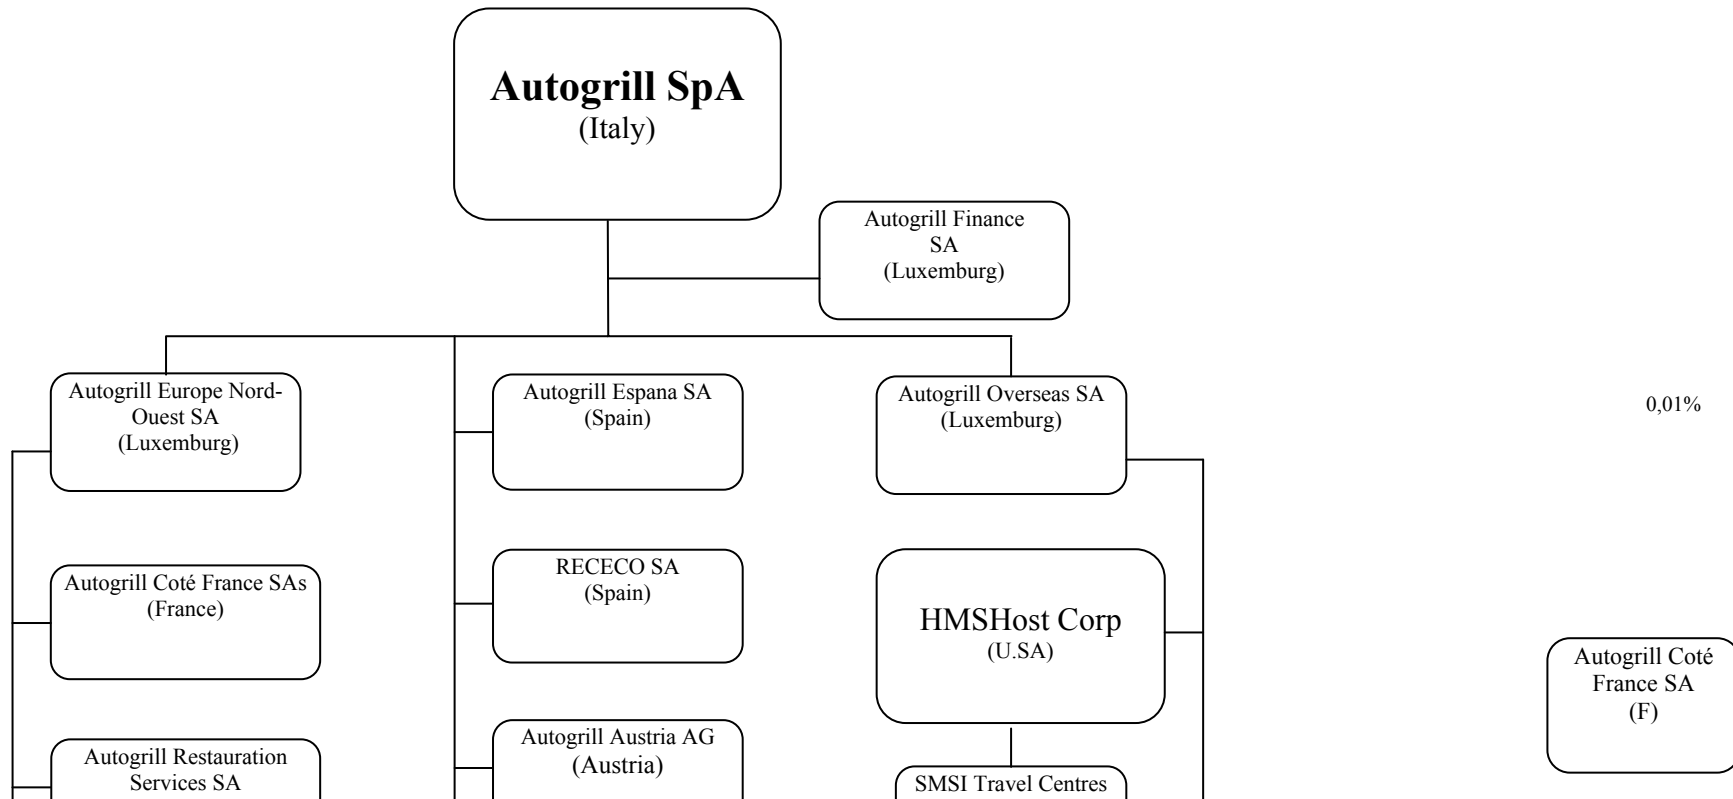 Autogrill SpA
(Italy)
Autogrill Finance
SA
(Luxemburg)
Autogrill Europe Nord-
Ouest SA
(Luxemburg)
Autogrill Espana SA
(Spain)
Autogrill Overseas SA
(Luxemburg)
0,01%
Autogrill Coté France SAs
(France)
RECECO SA
(Spain)
HMSHost Corp
(U.SA)
Autogrill Coté
France SA
(F)
Autogrill Restauration
Services SA
Autogrill Austria AG
(Austria)
SMSI Travel Centres